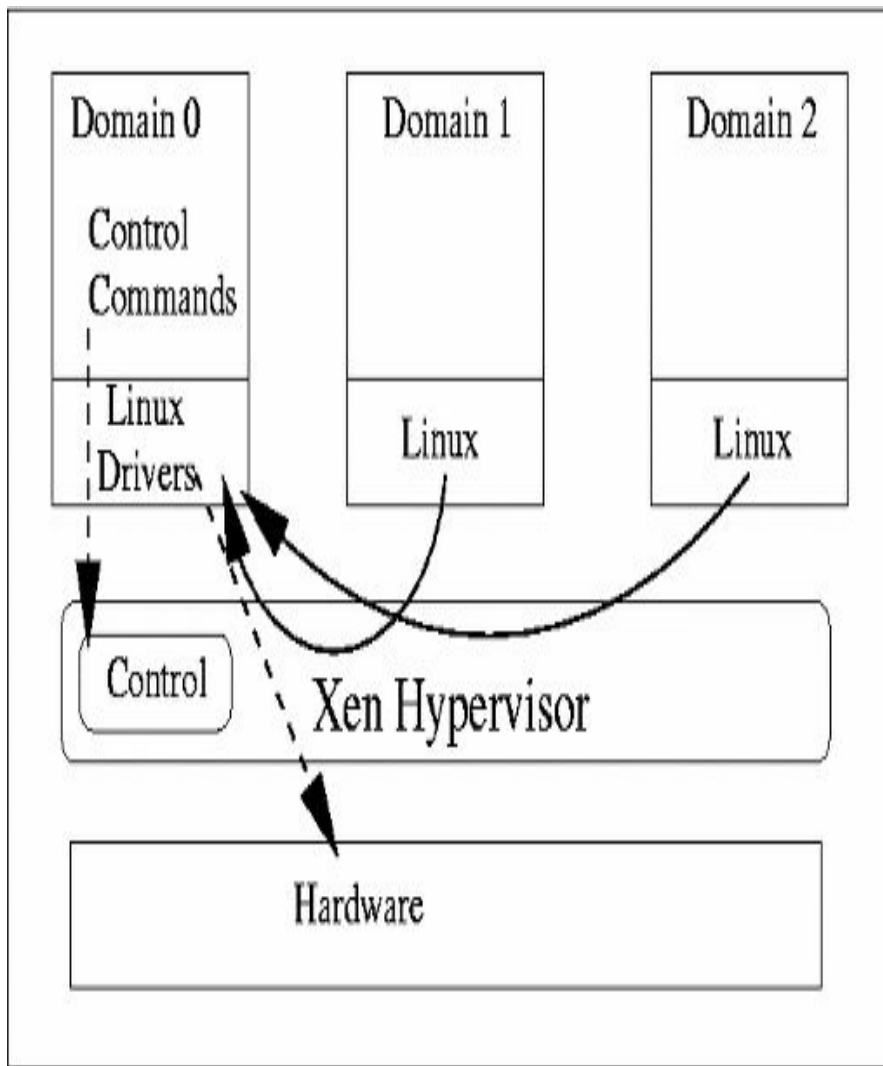 Domain 0
Control
Commands
Linux
Drivers
Domain 1
Linux
Domain 2
Linux
Control
Xen Hypervisor
Hardware